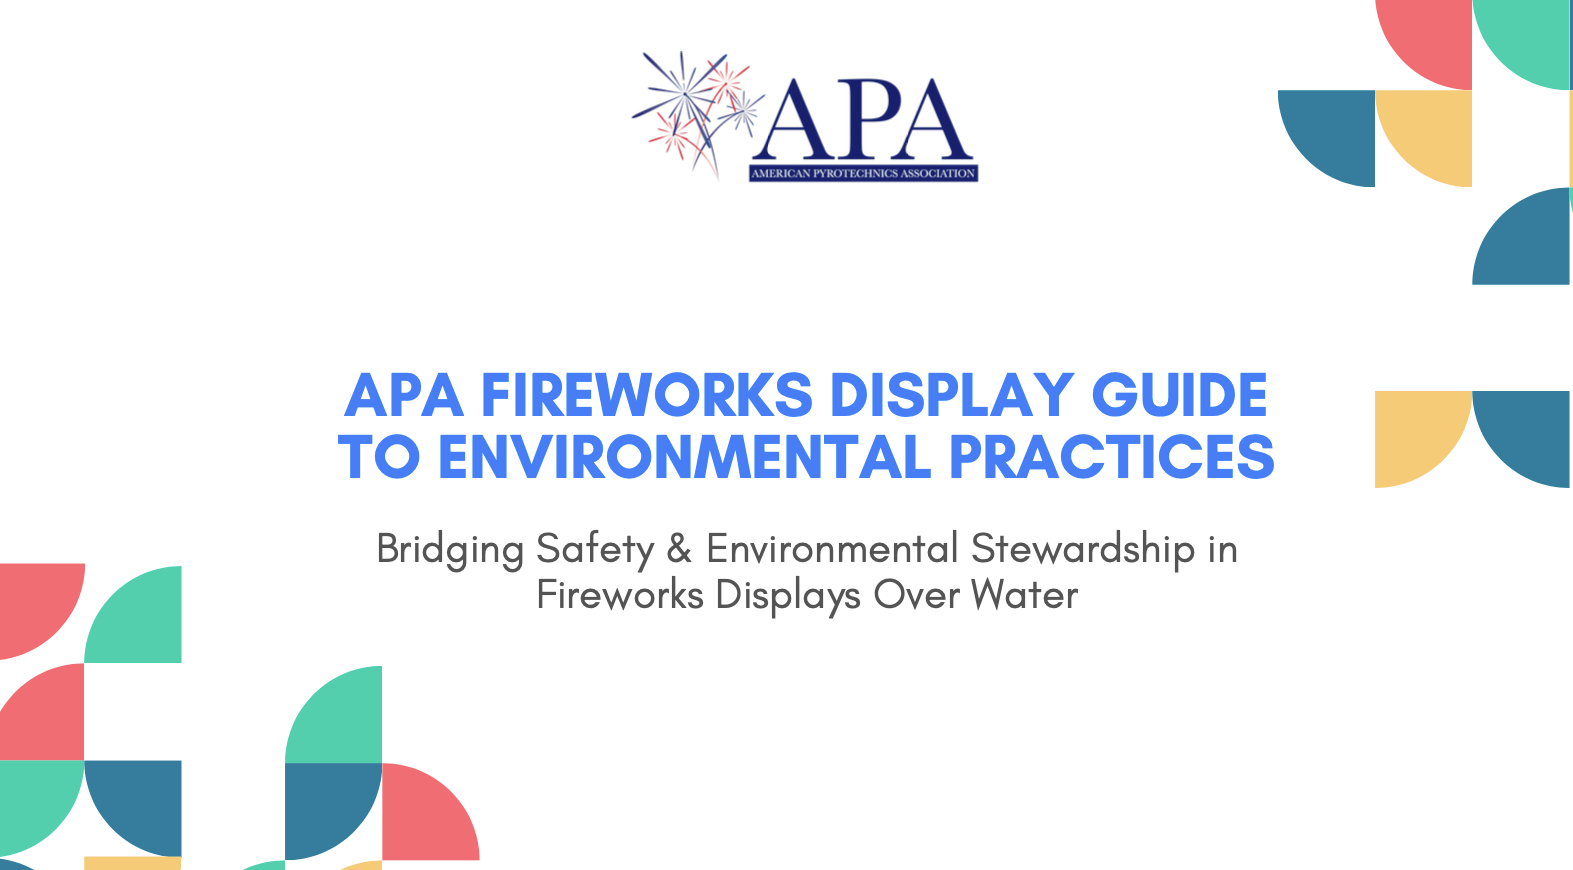 APA
AMERICAN PYROTECHNICS ASSOCIATION
APA FIREWORKS DISPLAY GUIDE
TO ENVIRONMENTAL PRACTICES
Bridging Safety & Environmental Stewardship in
Fireworks Displays Over Water